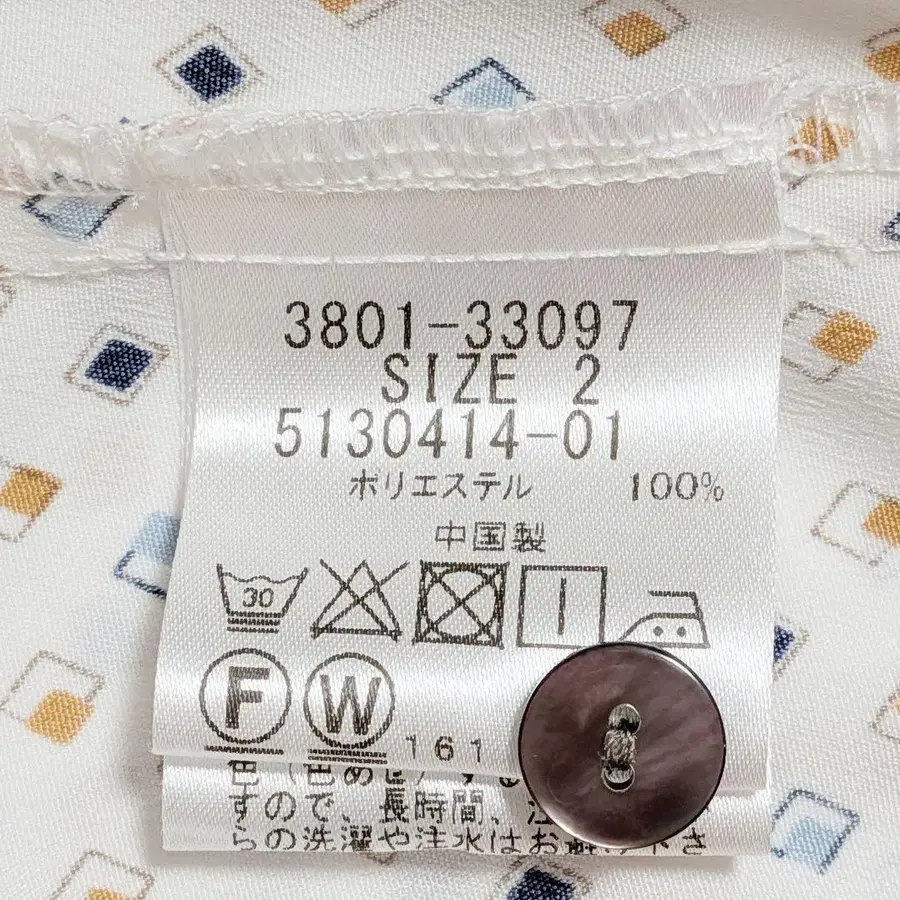 3801-33097
SIZE 2
5130414-01
ポリエステル 100%
中国製
30
F W 161
すので、長時間、
らの洗濯や注水はお